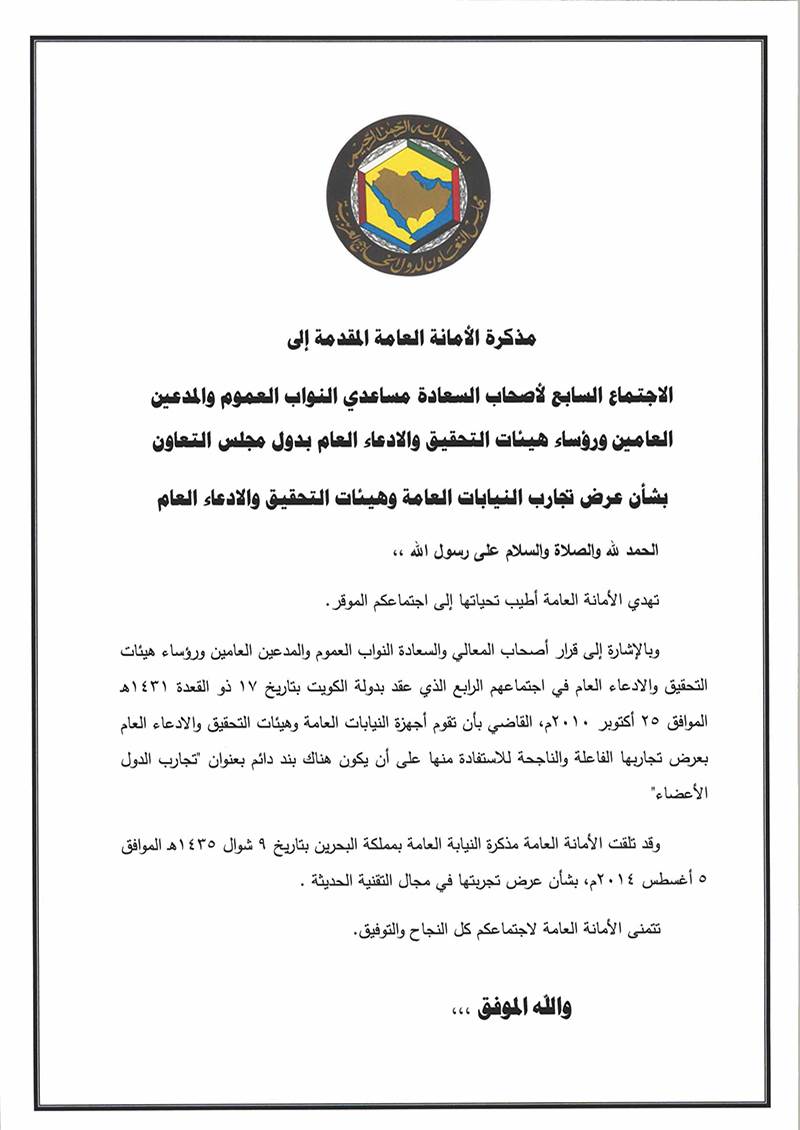 بسم الله الرحمن الرحيم
مجلس التعاون لدول الخليج العربية
مذكرة الأمانة العامة المقدمة إلى
الاجتماع السابع لأصحاب السعادة مساعدي النواب العموم والمدعين
العامين ورؤساء هيئات التحقيق والادعاء العام بدول مجلس التعاون
بشأن عرض تجارب النيابات العامة وهيئات التحقيق والادعاء العام
الحمد لله والصلاة والسلام على رسول الله ،،
تهدي الأمانة العامة أطيب تحياتها إلى اجتماعكم الموقر.
وبالإشارة إلى قرار أصحاب المعالي والسعادة النواب العموم والمدعين العامين ورؤساء هيئات
التحقيق والادعاء العام في اجتماعهم الرابع الذي عقد بدولة الكويت بتاريخ ١٧ ذو القعدة ١٤٣١هـ
الموافق ٢٥ أكتوبر ٢٠١٠م، القاضي بأن تقوم أجهزة النيابات العامة وهيئات التحقيق والادعاء العام
بعرض تجاربها الفاعلة والناجحة للاستفادة منها على أن يكون هناك بند دائم بعنوان "تجارب الدول
الأعضاء"
وقد تلقت الأمانة العامة مذكرة النيابة العامة بمملكة البحرين بتاريخ ٩ شوال ١٤٣٥هـ الموافق
٥ أغسطس ٢٠١٤م، بشأن عرض تجربتها في مجال التقنية الحديثة .
تتمنى الأمانة العامة لاجتماعكم كل النجاح والتوفيق.
والله الموفق ،،،